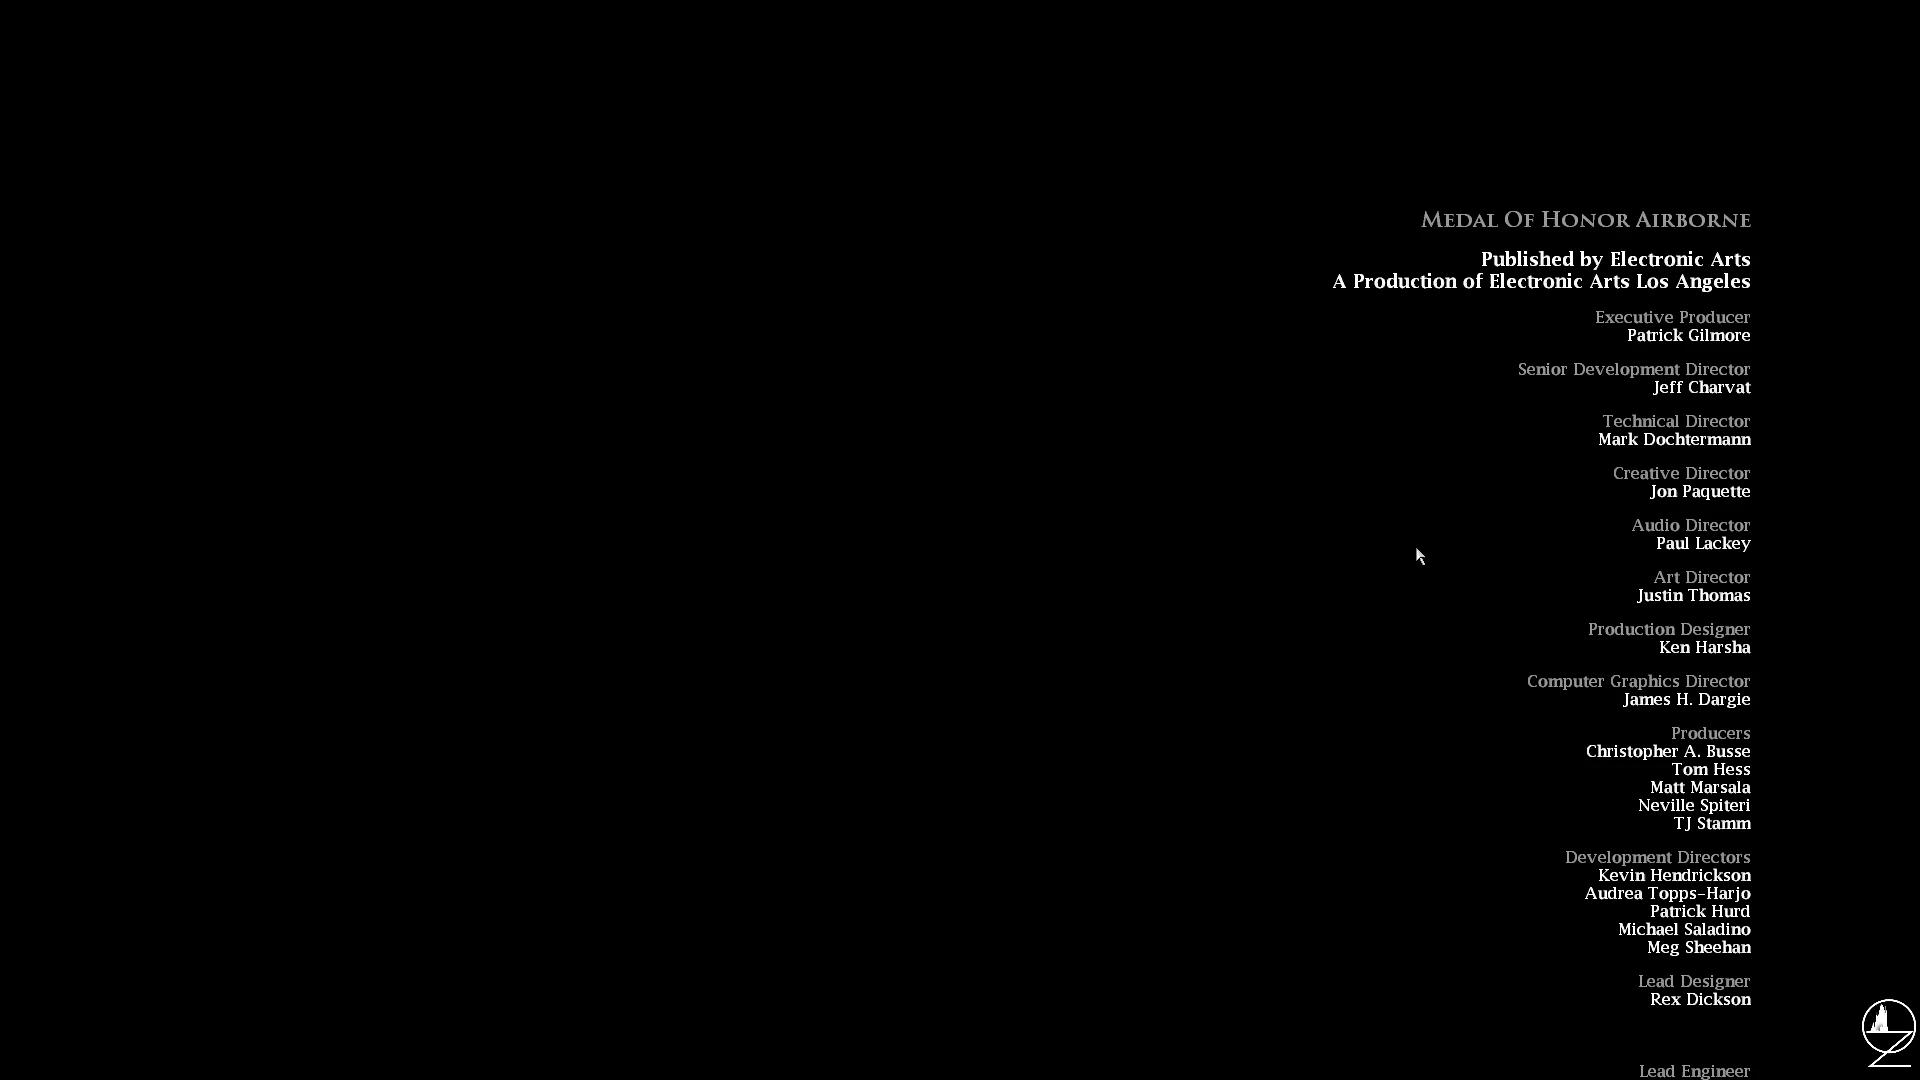 Medal Of Honor Airborne
Published by Electronic Arts
A Production of Electronic Arts Los Angeles
Executive Producer
Patrick Gilmore
Senior Development Director
Jeff Charvat
Technical Director
Mark Dochtermann
Creative Director
Jon Paquette
Audio Director
Paul Lackey
Art Director
Justin Thomas
Production Designer
Ken Harsha
Computer Graphics Director
James H. Dargie
Producers
Christopher A. Busse
Tom Hess
Matt Marsala
Neville Spiteri
TJ Stamm
Development Directors
Kevin Hendrickson
Audrea Topps-Harjo
Patrick Hurd
Michael Saladino
Meg Sheehan
Lead Designer
Rex Dickson
Lead Engineer